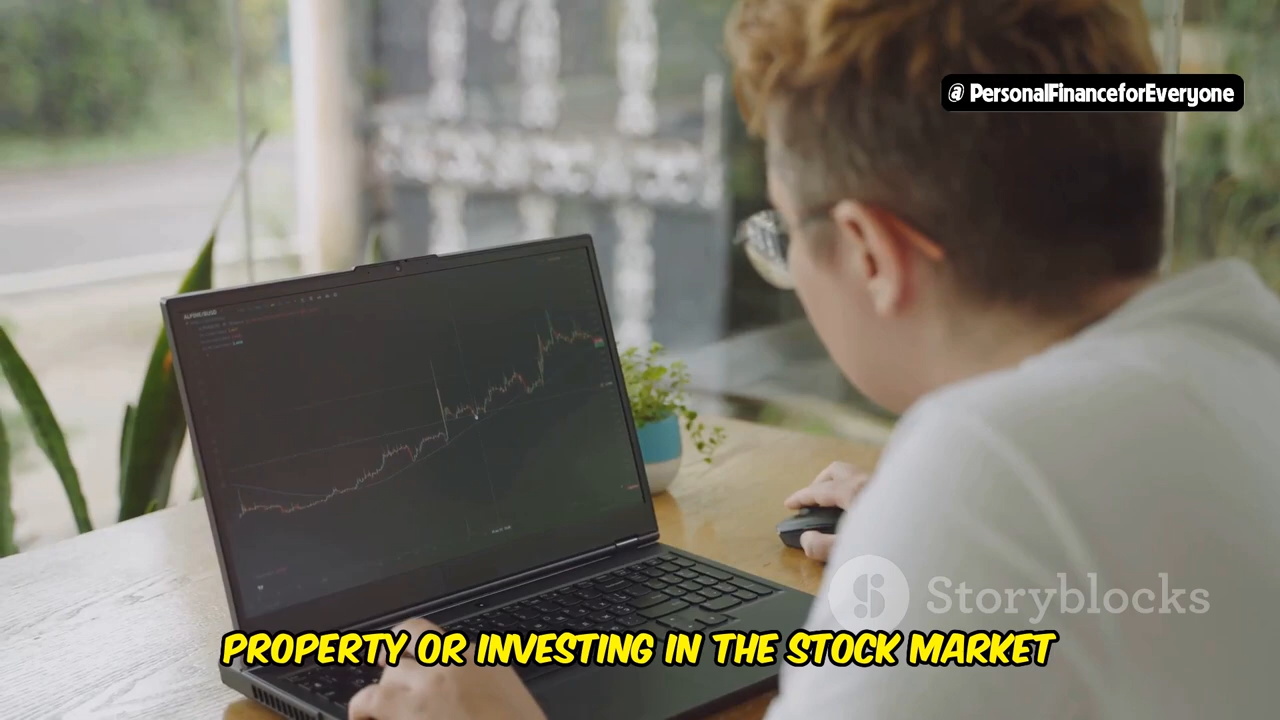 @ PersonalFinanceforEveryone
Storyblocks
PROPERTY OR INVESTING IN THE STOCK MARKET